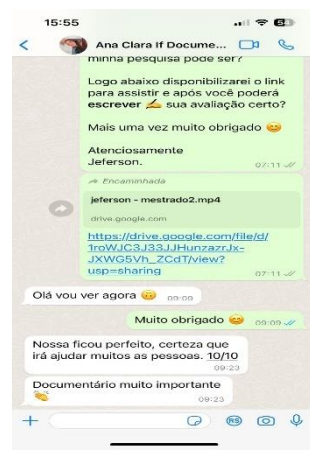 15:55
Ana Clara If Docume...
minha pesquisa pode ser?
Logo abaixo disponibilizarei o link
para assistir e após você poderá
escrever ✍️ sua avaliação certo?
Mais uma vez muito obrigado 😊
Atenciosamente
Jeferson.
07:11
Encaminhada
jeferson - mestrado2.mp4
drive.google.com
https://drive.google.com/file/d/
1roWJC3J33JJHunzazrJx-
JXWG5Vh_ZCdT/view?
usp=sharing
07:11
Olá vou ver agora 😊 09:09
Muito obrigado 😊 09:09
Nossa ficou perfeito, certeza que
irá ajudar muitos as pessoas. 10/10
09:23
Documentário muito importante
👏
09:23
RS